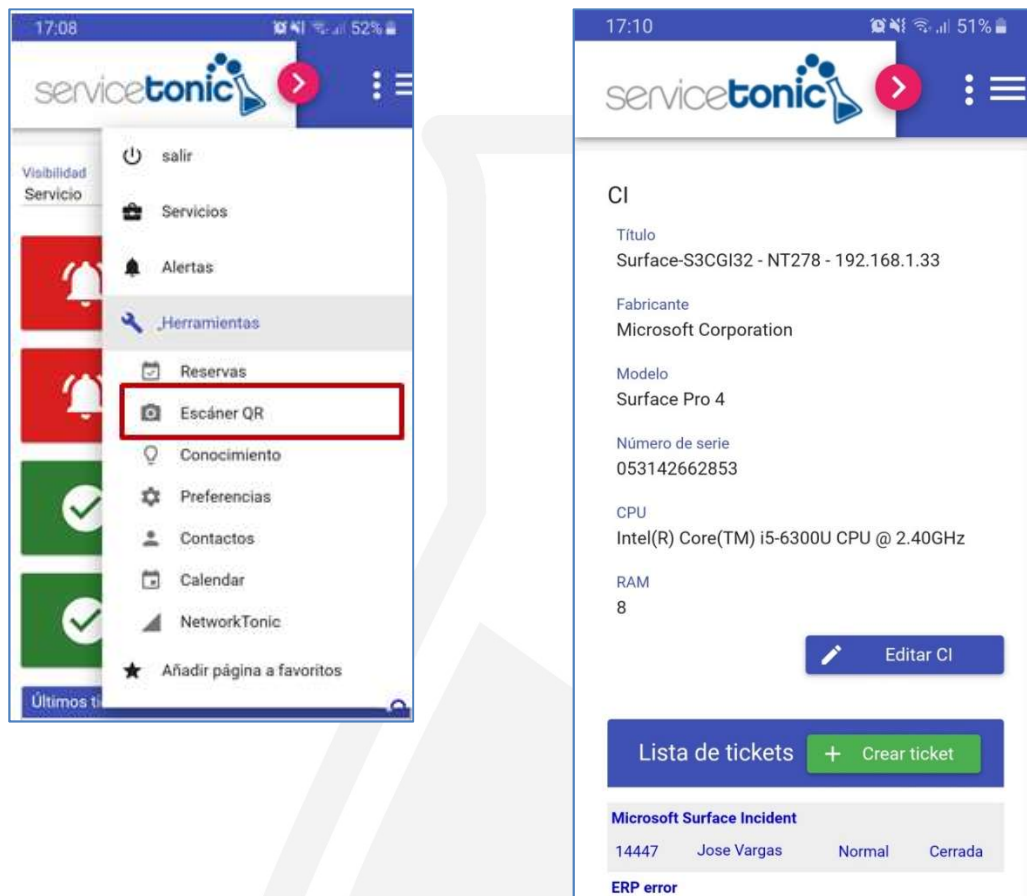 17:08
52%
servicetonic
salir
Visibilidad
Servicio
Servicios
Alertas
Herramientas
Reservas
Escáner QR
Conocimiento
Preferencias
Contactos
Calendar
NetworkTonic
Añadir página a favoritos
Últimos
17:10
51%
servicetonic
CI
Título
Surface-S3CGI32 - NT278 - 192.168.1.33
Fabricante
Microsoft Corporation
Modelo
Surface Pro 4
Número de serie
053142662853
CPU
Intel(R) Core(TM) i5-6300U CPU @ 2.40GHz
RAM
8
Editar CI
Lista de tickets + Crear ticket
Microsoft Surface Incident
14447 Jose Vargas Normal Cerrada
ERP error